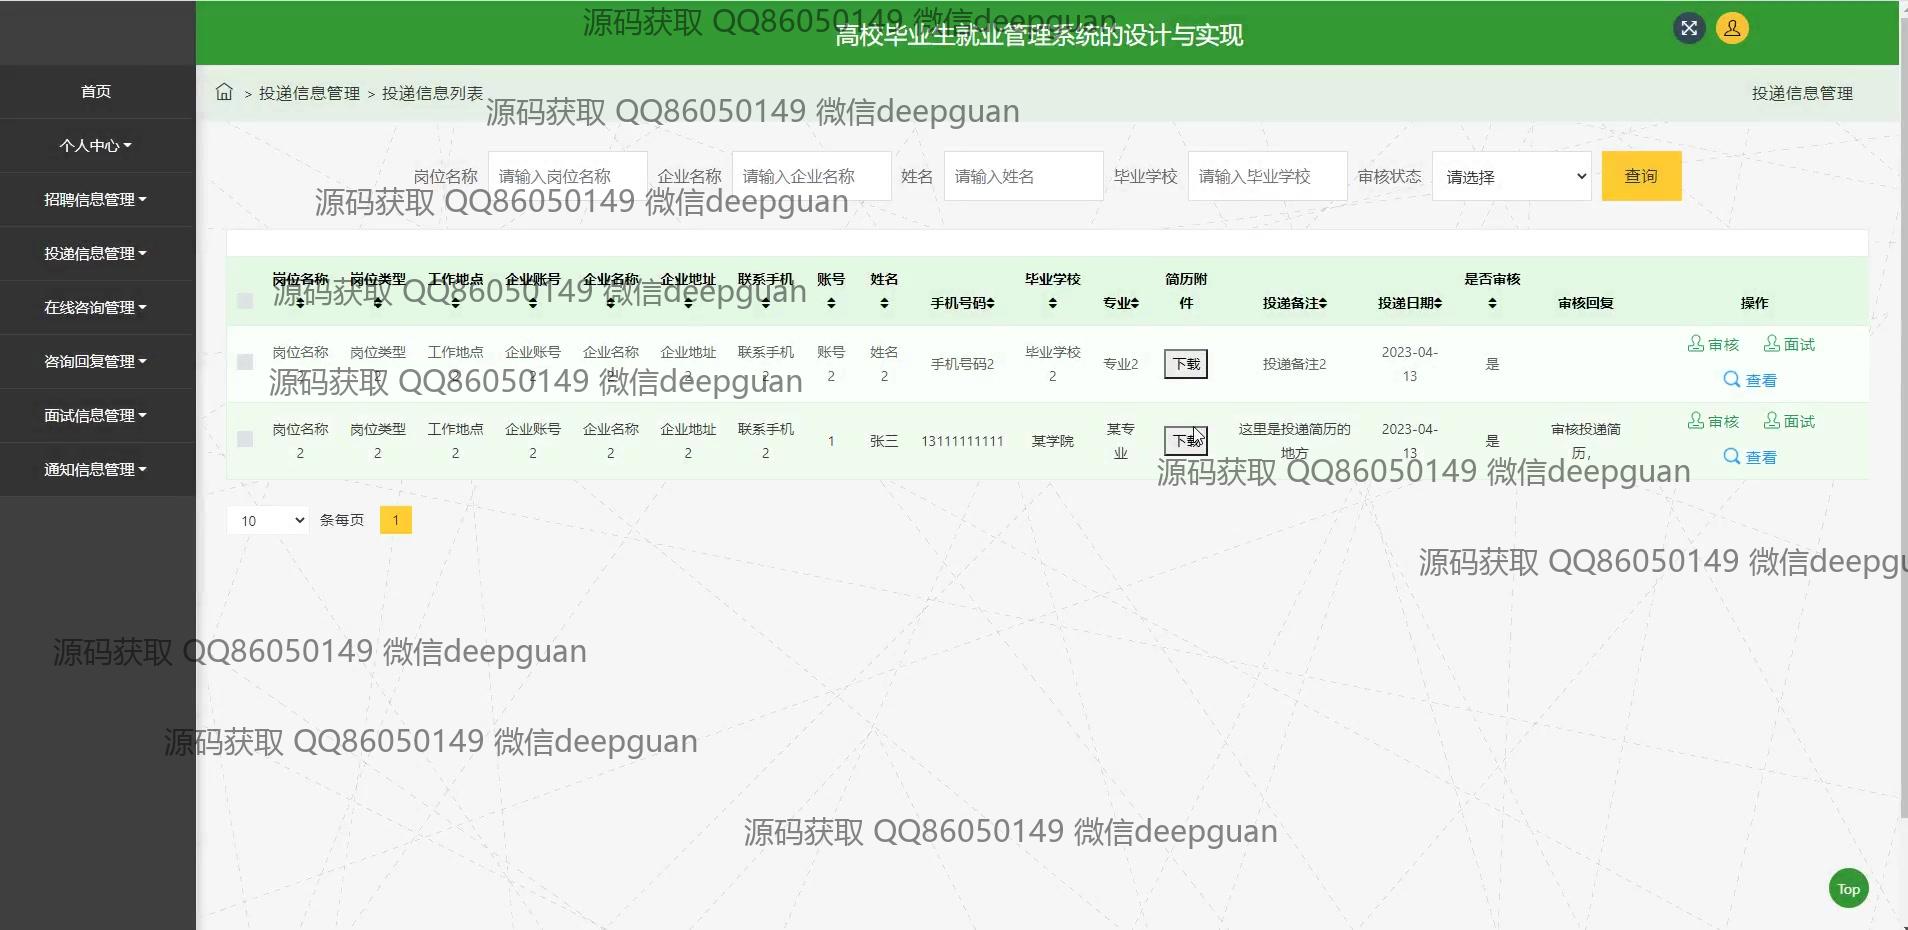 源码获取 QQ86050149 微信deepguan
高校毕业生就业管理系统的设计与实现
首页
个人中心
招聘信息管理
投递信息管理
在线咨询管理
咨询回复管理
面试信息管理
通知信息管理
> 投递信息管理 > 投递信息列表
投递信息管理
源码获取 QQ86050149 微信deepguan
岗位名称 请输入岗位名称 企业名称 请输入企业名称 姓名 请输入姓名 毕业学校 请输入毕业学校 审核状态 请选择 查询
源码获取 QQ86050149 微信deepguan
岗位名称 岗位类型 工作地点 企业账号 企业名称 企业地址 联系手机 账号 姓名 手机号码 毕业学校 专业 简历附件 投递备注 投递日期 是否审核 审核回复 操作
源码获取 QQ86050149 微信deepguan
岗位名称2 岗位类型2 工作地点2 企业账号2 企业名称2 企业地址2 联系手机2 账号2 姓名2 手机号码2 毕业学校2 专业2 下载 投递备注2 2023-04-13 是 审核 面试 查看
源码获取 QQ86050149 微信deepguan
岗位名称2 岗位类型2 工作地点2 企业账号2 企业名称2 企业地址2 联系手机2 1 张三 13111111111 某学院 某专业 下载 这里是投递简历的地方 2023-04-13 是 审核投递简历, 审核 面试 查看
源码获取 QQ86050149 微信deepguan
10 条每页 1
源码获取 QQ86050149 微信deepgu
源码获取 QQ86050149 微信deepguan
源码获取 QQ86050149 微信deepguan
源码获取 QQ86050149 微信deepguan
Top